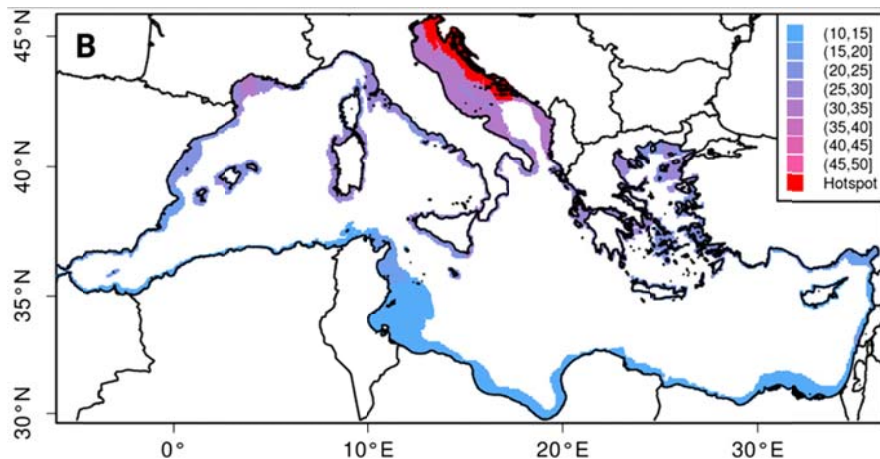 B
45°N
40°N
35°N
30°N
0°
10°E
20°E
30°E
(10,15]
(15,20]
(20,25]
(25,30]
(30,35]
(35,40]
(40,45]
(45,50]
Hotspot